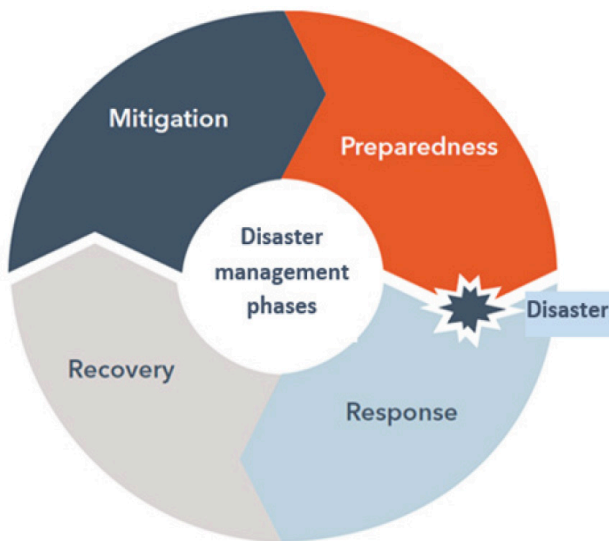 Mitigation
Preparedness
Disaster
management
phases
Disaster
Recovery
Response